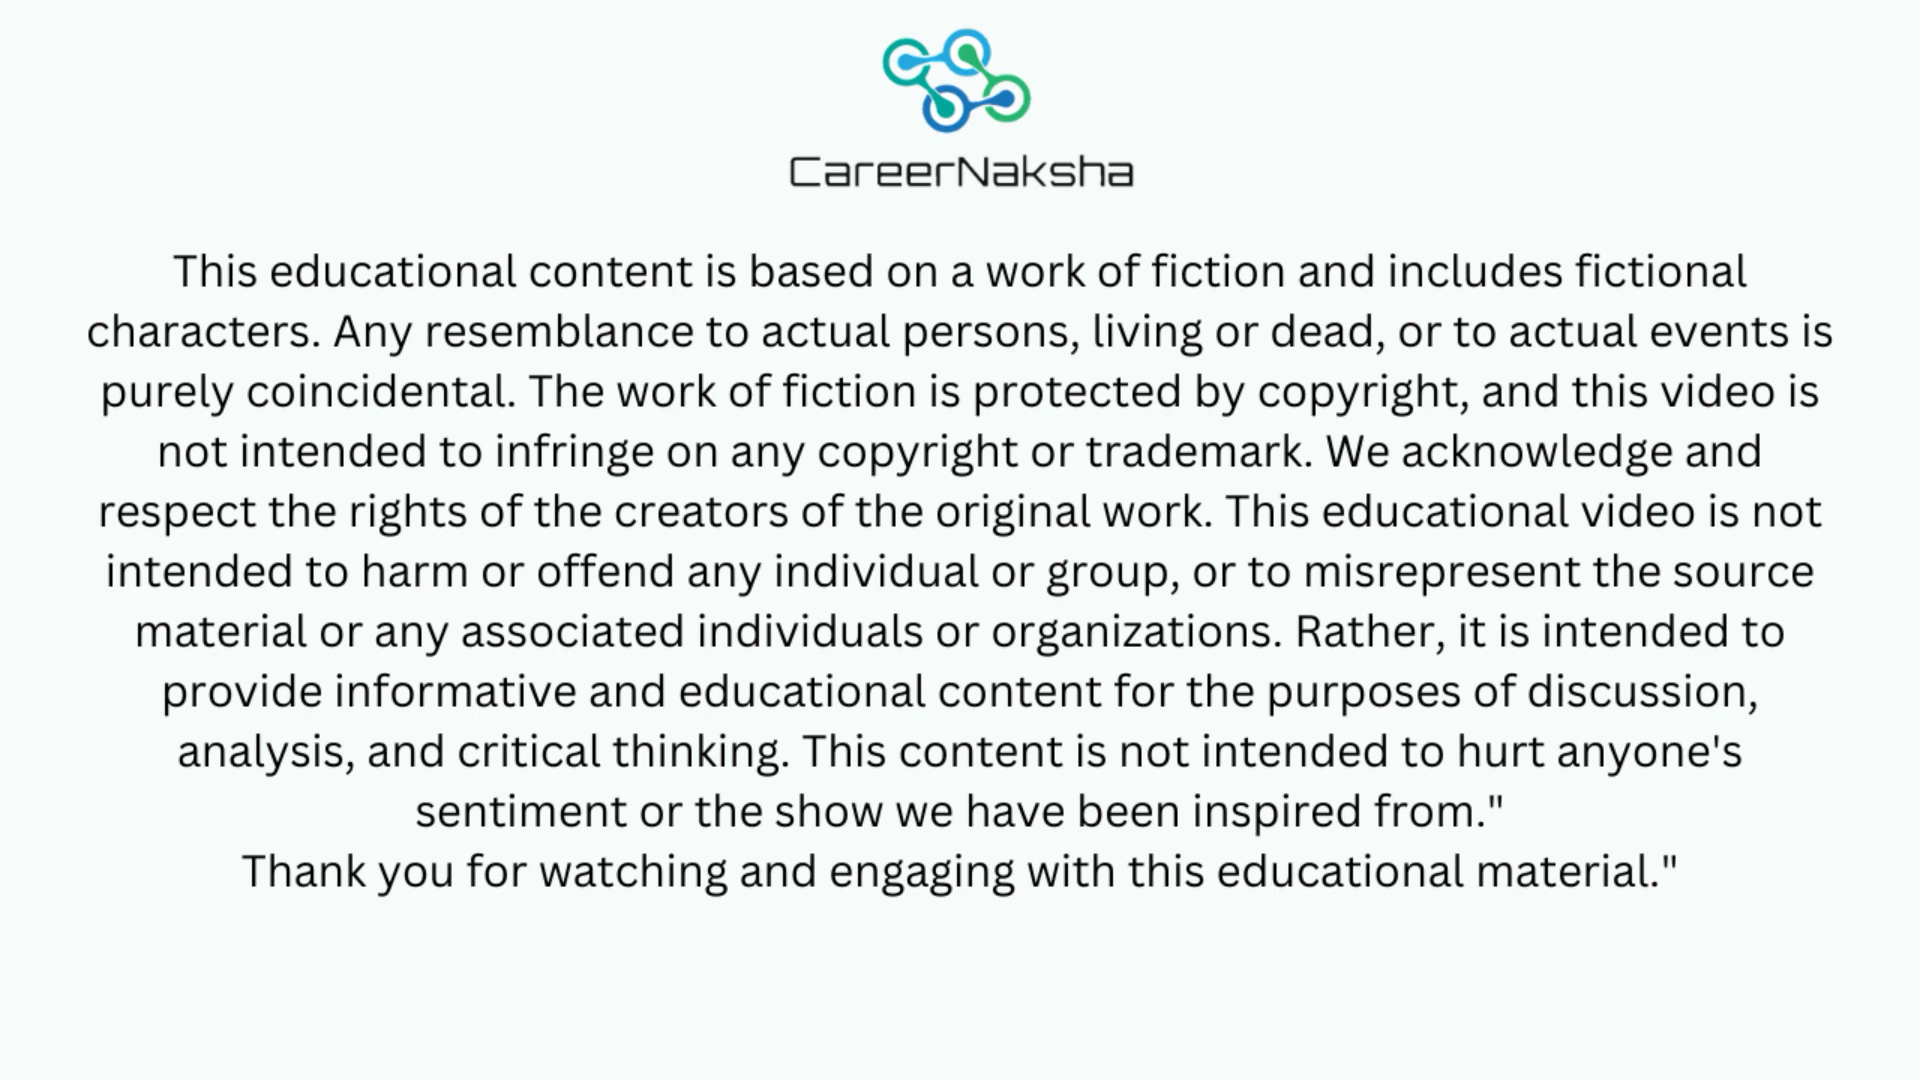 CareerNaksha
This educational content is based on a work of fiction and includes fictional
characters. Any resemblance to actual persons, living or dead, or to actual events is
purely coincidental. The work of fiction is protected by copyright, and this video is
not intended to infringe on any copyright or trademark. We acknowledge and
respect the rights of the creators of the original work. This educational video is not
intended to harm or offend any individual or group, or to misrepresent the source
material or any associated individuals or organizations. Rather, it is intended to
provide informative and educational content for the purposes of discussion,
analysis, and critical thinking. This content is not intended to hurt anyone's
sentiment or the show we have been inspired from."
Thank you for watching and engaging with this educational material."